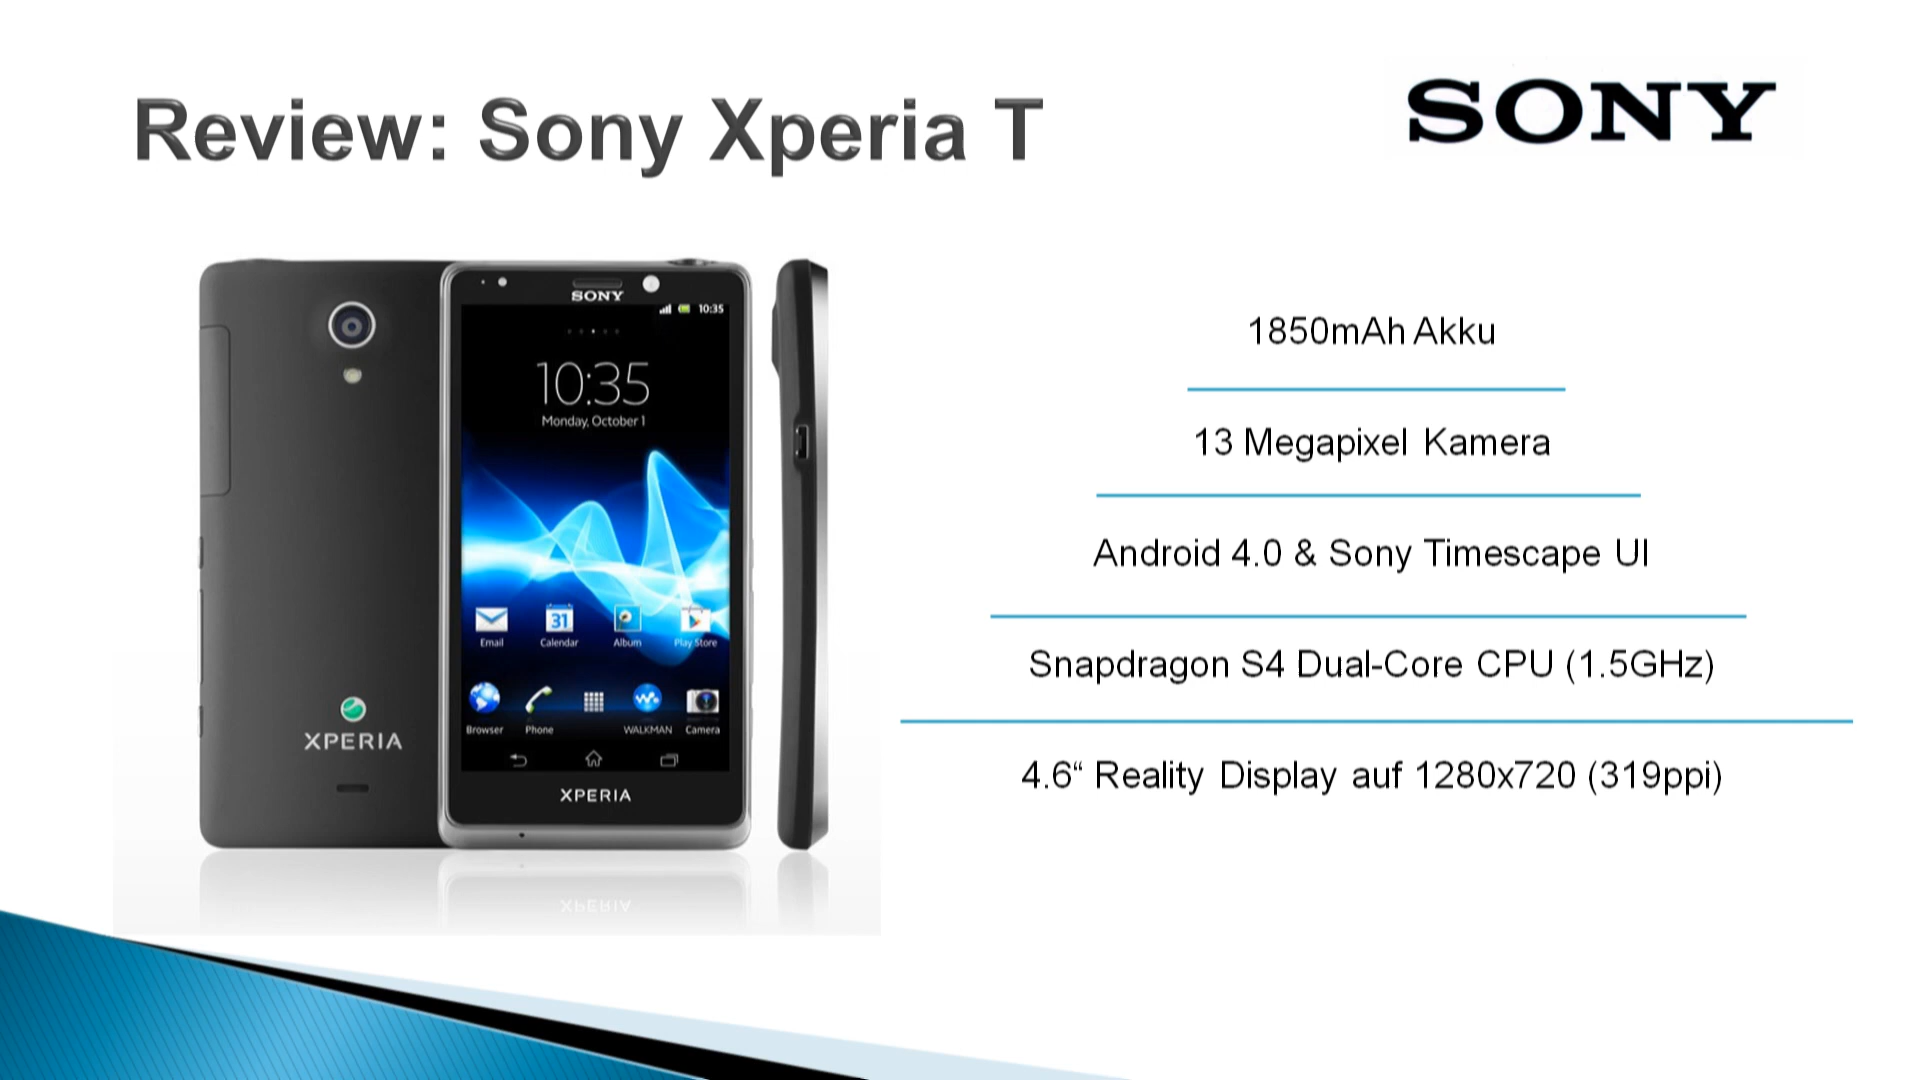 Review: Sony Xperia T
SONY
SONY
10:35
10:35
Monday, October 1
Email
Calendar
31
Album
Play Store
Browser
Phone
WALKMAN
Camera
XPERIA
XPERIA
XPERIA
1850mAh Akku
13 Megapixel Kamera
Android 4.0 & Sony Timescape UI
Snapdragon S4 Dual-Core CPU (1.5GHz)
4.6“ Reality Display auf 1280x720 (319ppi)